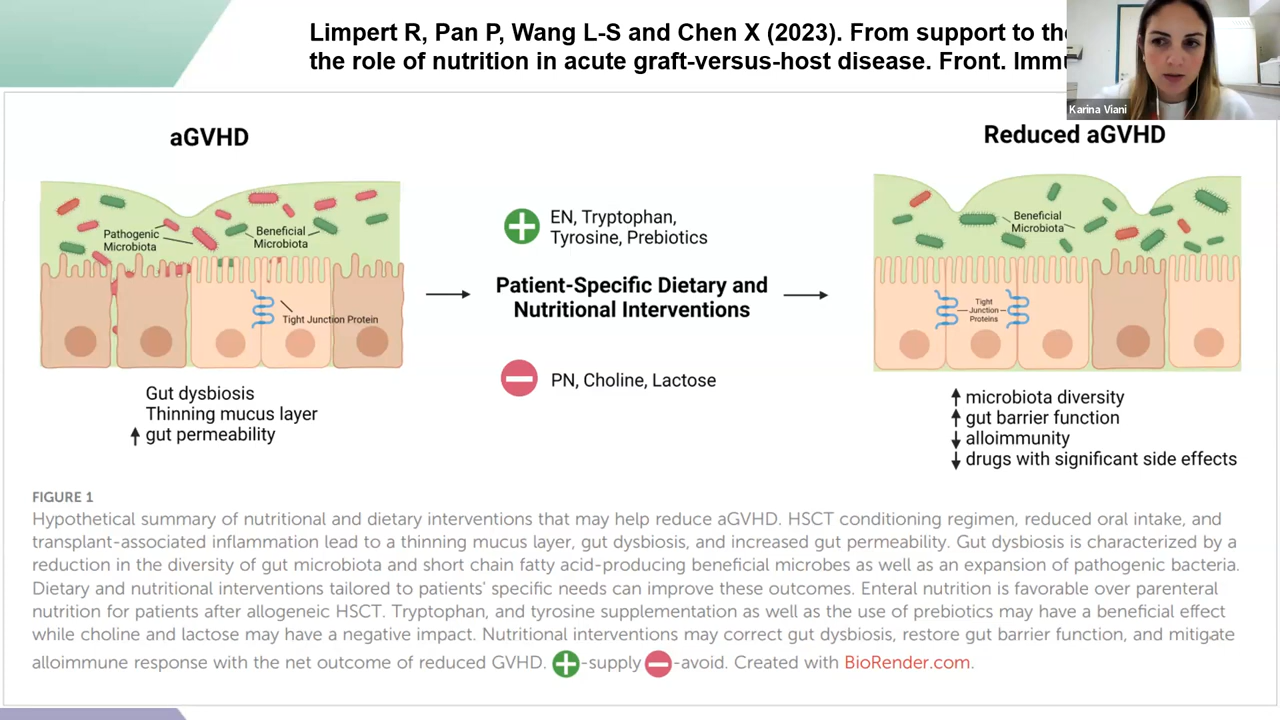 Limpert R, Pan P, Wang L-S and Chen X (2023). From support to
the role of nutrition in acute graft-versus-host disease. Front.
Karina Viani
aGVHD
Reduced aGVHD
Pathogenic
Microbiota
Beneficial
Microbiota
Tight Junction Protein
Gut dysbiosis
Thinning mucus layer
↑ gut permeability
EN, Tryptophan,
Tyrosine, Prebiotics
Patient-Specific Dietary and
Nutritional Interventions
PN, Choline, Lactose
Beneficial
Microbiota
Tight
Junction
Proteins
↑ microbiota diversity
↑ gut barrier function
↓ alloimmunity
↓ drugs with significant side effects
FIGURE 1
Hypothetical summary of nutritional and dietary interventions that may help reduce aGVHD. HSCT conditioning regimen, reduced oral intake, and
transplant-associated inflammation lead to a thinning mucus layer, gut dysbiosis, and increased gut permeability. Gut dysbiosis is characterized by a
reduction in the diversity of gut microbiota and short chain fatty acid-producing beneficial microbes as well as an expansion of pathogenic bacteria.
Dietary and nutritional interventions tailored to patients' specific needs can improve these outcomes. Enteral nutrition is favorable over parenteral
nutrition for patients after allogeneic HSCT. Tryptophan, and tyrosine supplementation as well as the use of prebiotics may have a beneficial effect
while choline and lactose may have a negative impact. Nutritional interventions may correct gut dysbiosis, restore gut barrier function, and mitigate
alloimmune response with the net outcome of reduced GVHD. -supply -avoid. Created with BioRender.com.